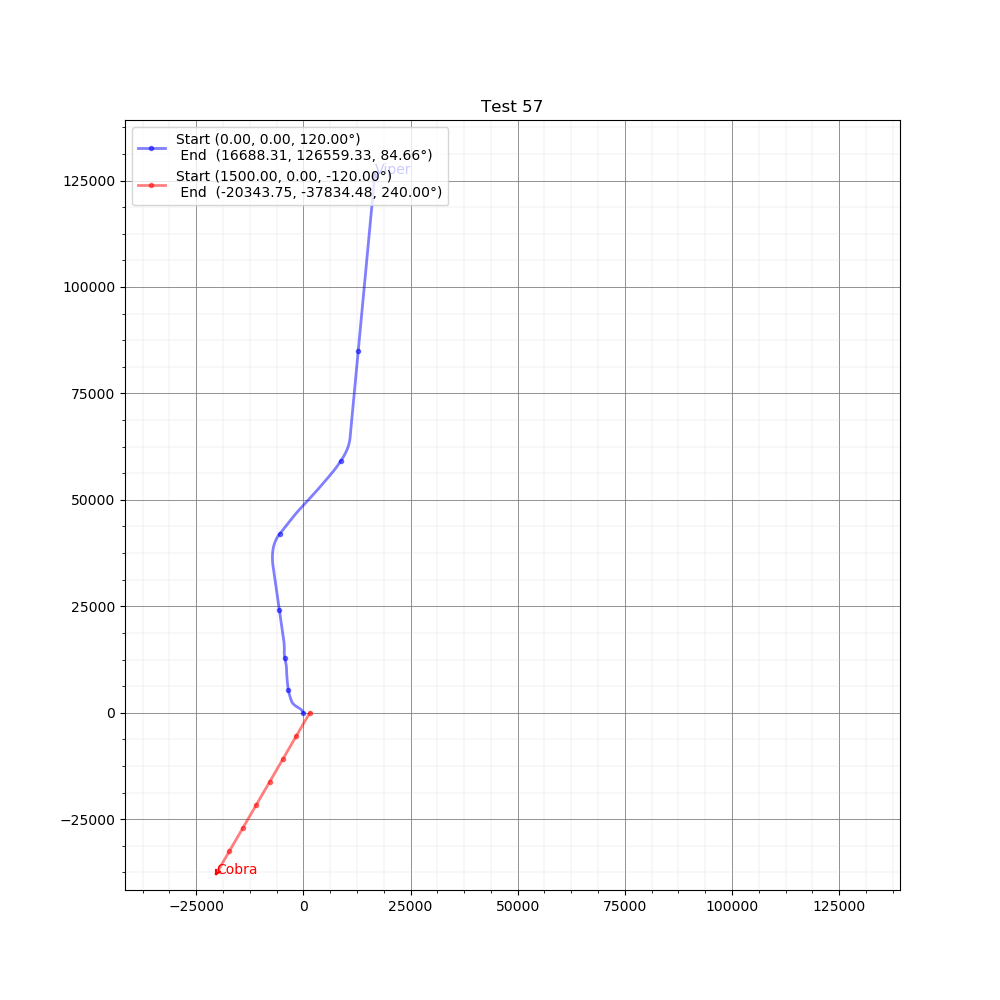 Test 57
Start (0.00, 0.00, 120.00°)
End (16688.31, 126559.33, 84.66°)
Start (1500.00, 0.00, -120.00°)
End (-20343.75, -37834.48, 240.00°)
Viper
125000
100000
75000
50000
25000
0
−25000
Cobra
−25000 0 25000 50000 75000 100000 125000